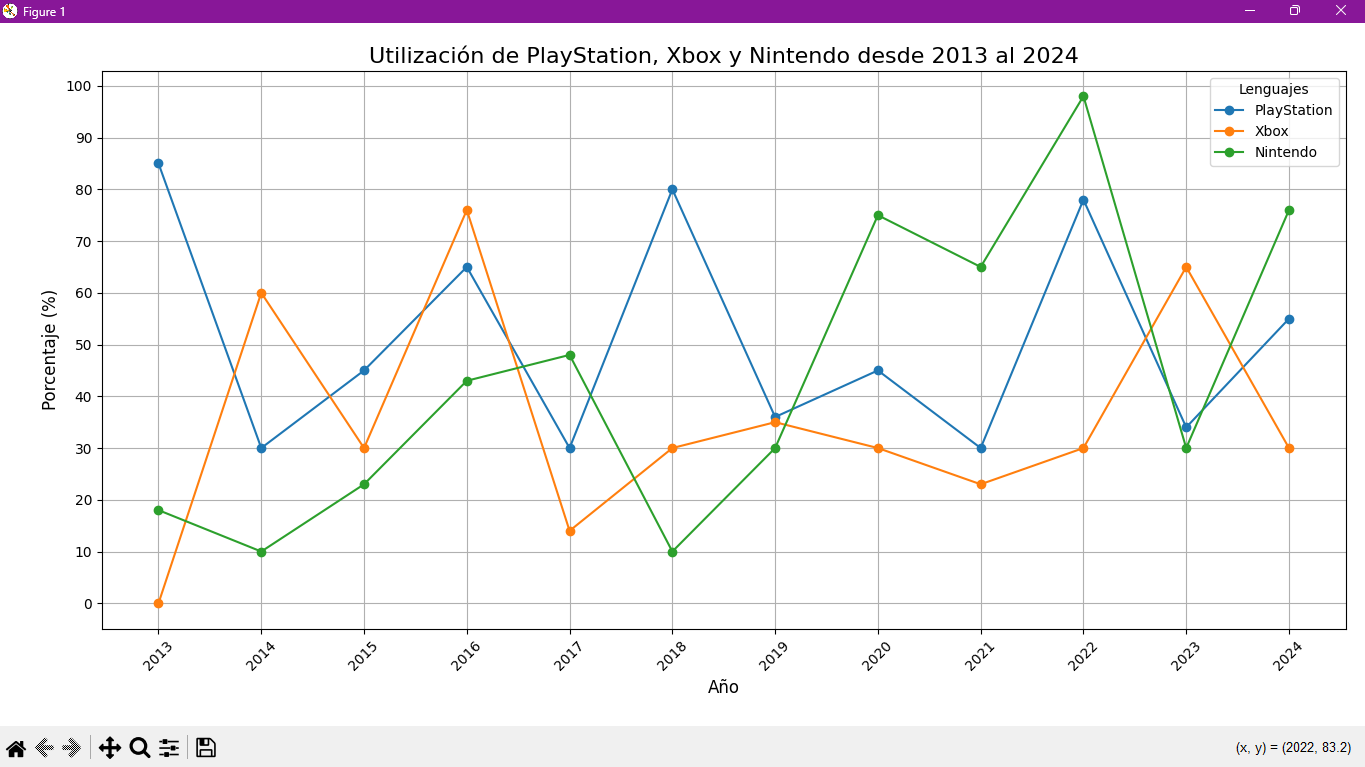 Figure 1
Utilización de PlayStation, Xbox y Nintendo desde 2013 al 2024
Lenguajes
PlayStation
Xbox
Nintendo
Porcentaje (%)
100
90
80
70
60
50
40
30
20
10
0
2013 2014 2015 2016 2017 2018 2019 2020 2021 2022 2023 2024
Año
(x, y) = (2022, 83.2)